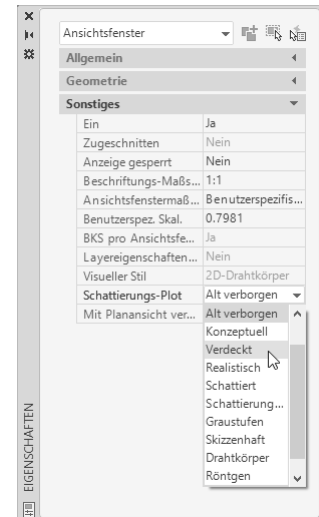 Ansichtsfenster
Allgemein
Geometrie
Sonstiges
Ein Ja
Zugeschnitten Nein
Anzeige gesperrt Nein
Beschriftungs-Maßs... 1:1
Ansichtsfenstermaß... Benutzerspezifis...
Benutzerspez. Skal. 0.7981
BKS pro Ansichtsfe... Ja
Layereigenschaften... Nein
Visueller Stil 2D-Drahtkörper
Schattierungs-Plot Alt verborgen
Mit Planansicht ver... Alt verborgen
Konzeptuell
Verdeckt
Realistisch
Schattiert
Schattierung...
Graustufen
Skizzenhaft
Drahtkörper
Röntgen
EIGENSCHAFTEN